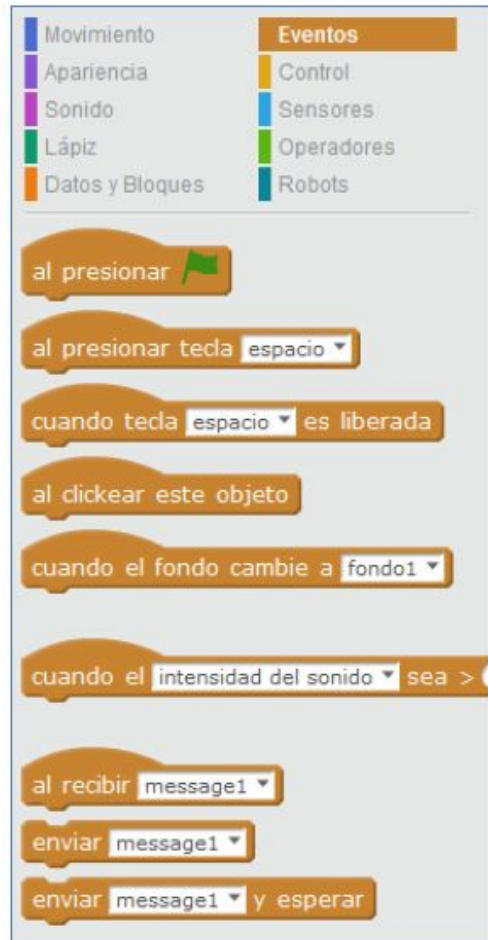 Movimiento Eventos
Apariencia Control
Sonido Sensores
Lápiz Operadores
Datos y Bloques Robots
al presionar
al presionar tecla espacio
cuando tecla espacio es liberada
al clickear este objeto
cuando el fondo cambie a fondo1
cuando el intensidad del sonido sea >
al recibir message1
enviar message1
enviar message1 y esperar